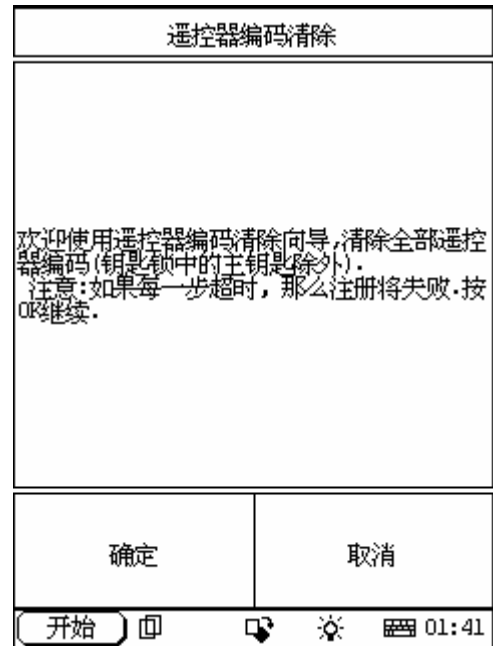 遥控器编码清除
欢迎使用遥控器编码清除向导,清除全部遥控
器编码(钥匙锁中的主钥匙除外).
注意:如果每一步超时, 那么注册将失败.按
OK继续.
确定
取消
开始
01:41